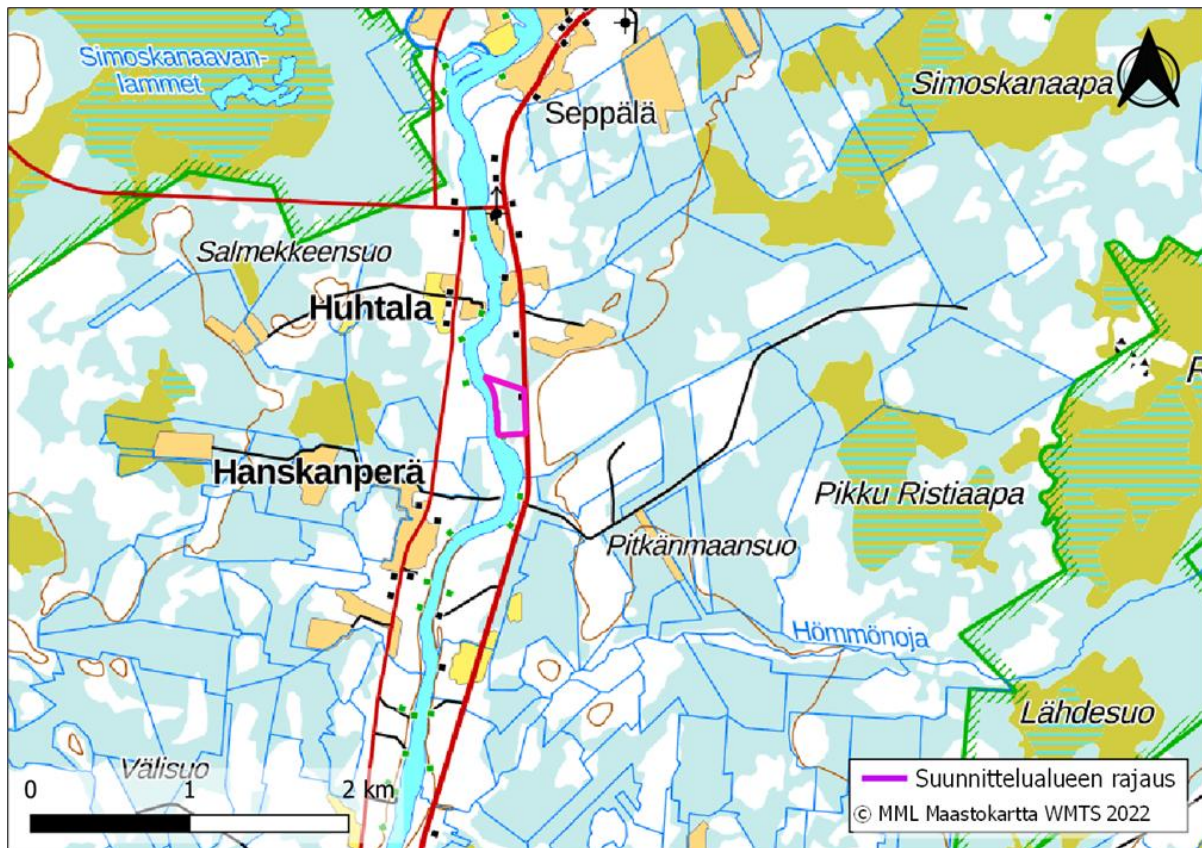 Simoskanaavan-
lammet
Simoskanaapa
Seppälä
Salmekkeensuo
Huhtala
R
Hanskanperä
Pikku Ristiaapa
Pitkänmaansuo
Hömmönoja
Lähdesuo
Välisuo
0 1 2 km
Suunnittelualueen rajaus
© MML Maastokartta WMTS 2022